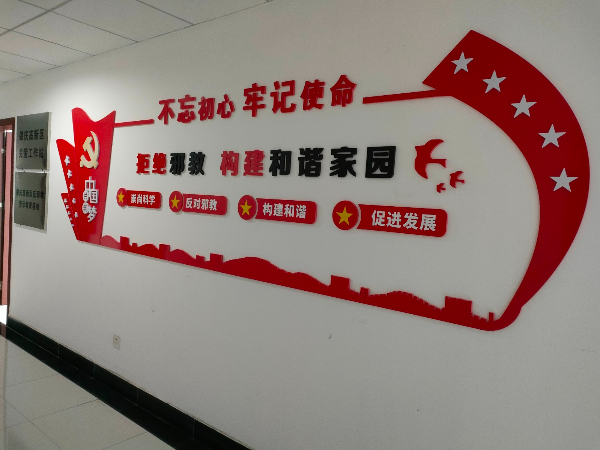 不忘初心 牢记使命
拒绝邪教 构建和谐家园
崇尚科学 反对邪教 构建和谐 促进发展
中国梦